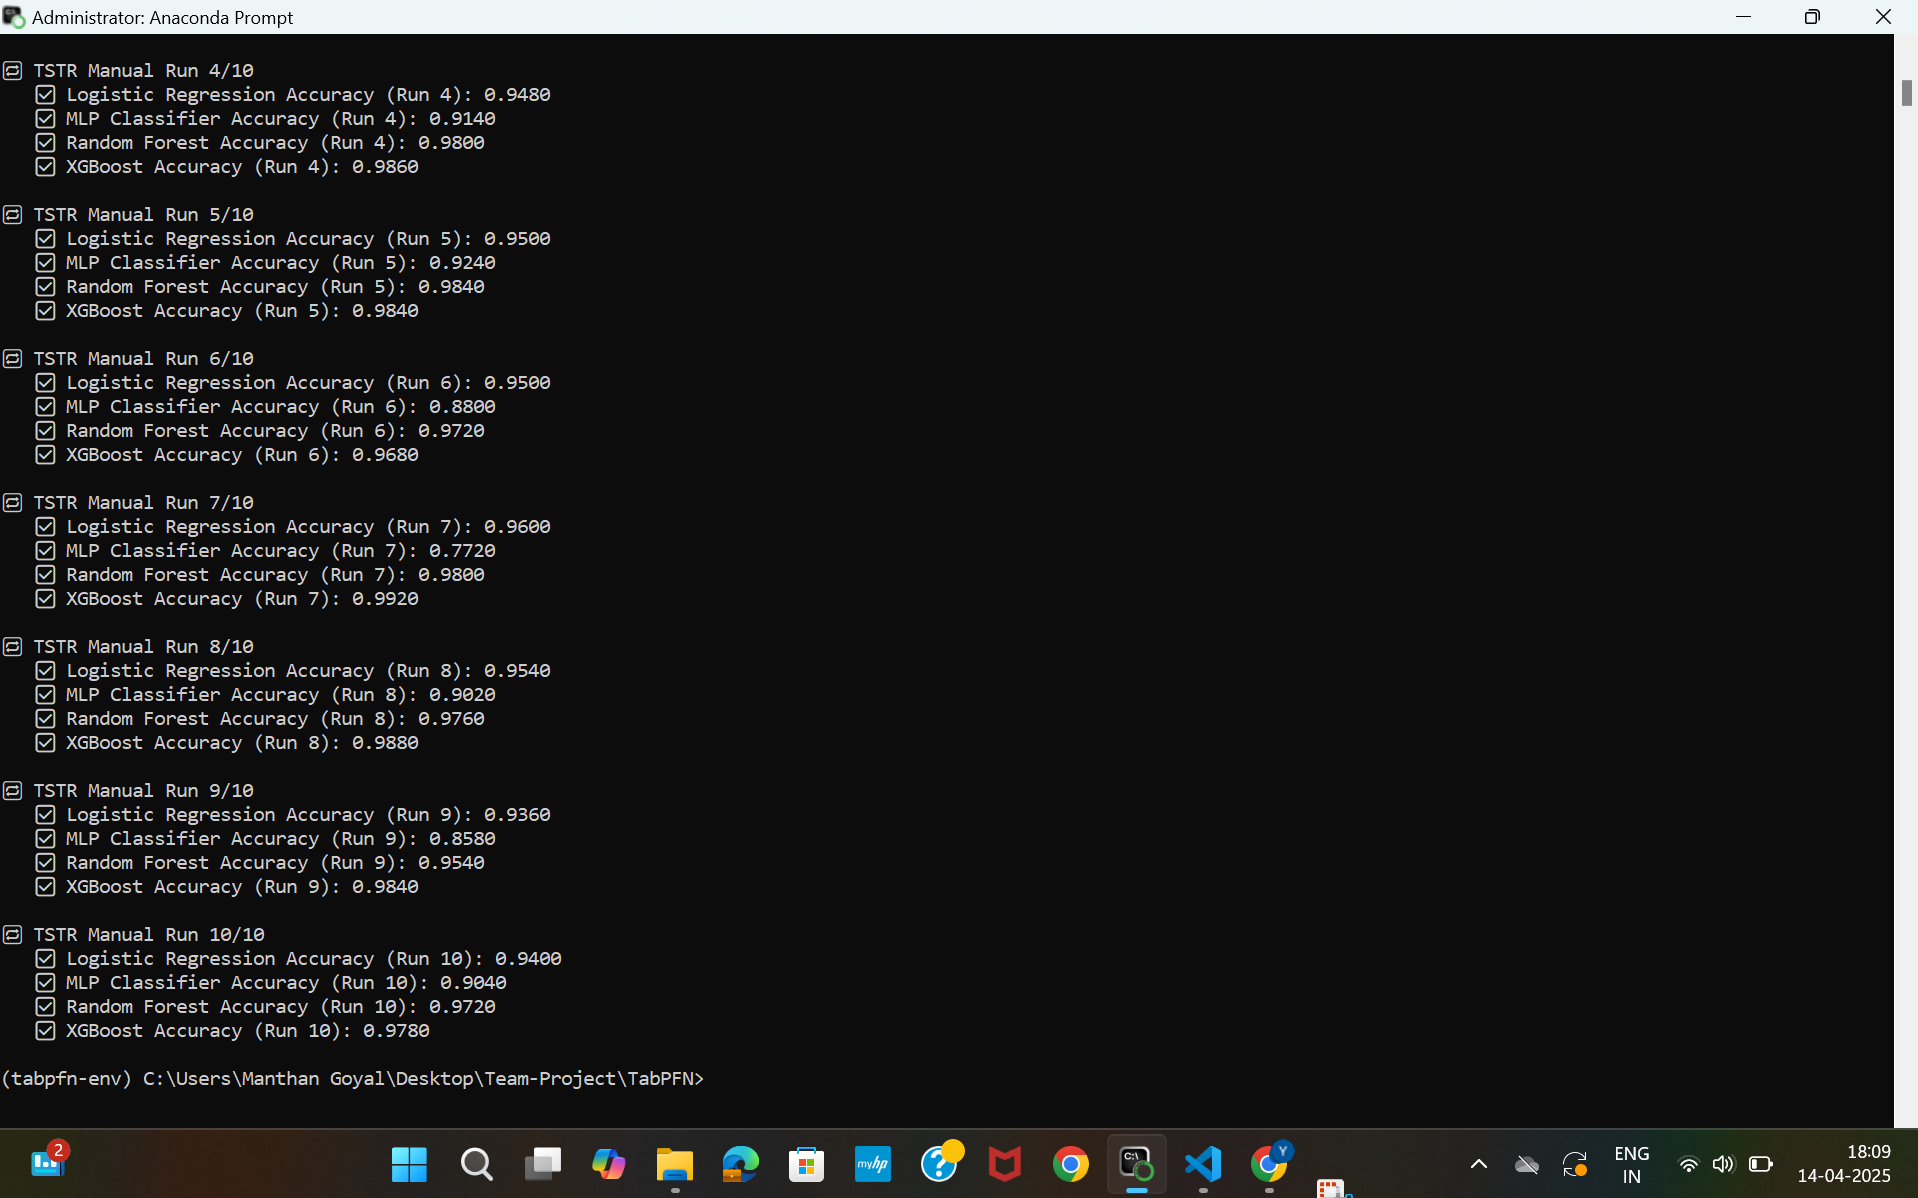 Administrator: Anaconda Prompt
TSTR Manual Run 4/10
Logistic Regression Accuracy (Run 4): 0.9480
MLP Classifier Accuracy (Run 4): 0.9140
Random Forest Accuracy (Run 4): 0.9800
XGBoost Accuracy (Run 4): 0.9860
TSTR Manual Run 5/10
Logistic Regression Accuracy (Run 5): 0.9500
MLP Classifier Accuracy (Run 5): 0.9240
Random Forest Accuracy (Run 5): 0.9840
XGBoost Accuracy (Run 5): 0.9840
TSTR Manual Run 6/10
Logistic Regression Accuracy (Run 6): 0.9500
MLP Classifier Accuracy (Run 6): 0.8800
Random Forest Accuracy (Run 6): 0.9720
XGBoost Accuracy (Run 6): 0.9680
TSTR Manual Run 7/10
Logistic Regression Accuracy (Run 7): 0.9600
MLP Classifier Accuracy (Run 7): 0.7720
Random Forest Accuracy (Run 7): 0.9800
XGBoost Accuracy (Run 7): 0.9920
TSTR Manual Run 8/10
Logistic Regression Accuracy (Run 8): 0.9540
MLP Classifier Accuracy (Run 8): 0.9020
Random Forest Accuracy (Run 8): 0.9760
XGBoost Accuracy (Run 8): 0.9880
TSTR Manual Run 9/10
Logistic Regression Accuracy (Run 9): 0.9360
MLP Classifier Accuracy (Run 9): 0.8580
Random Forest Accuracy (Run 9): 0.9540
XGBoost Accuracy (Run 9): 0.9840
TSTR Manual Run 10/10
Logistic Regression Accuracy (Run 10): 0.9400
MLP Classifier Accuracy (Run 10): 0.9040
Random Forest Accuracy (Run 10): 0.9720
XGBoost Accuracy (Run 10): 0.9780
(tabpfn-env) C:\Users\Manthan Goyal\Desktop\Team-Project\TabPFN>
2
myhp
?
C:\
Y
ENG
IN
18:09
14-04-2025